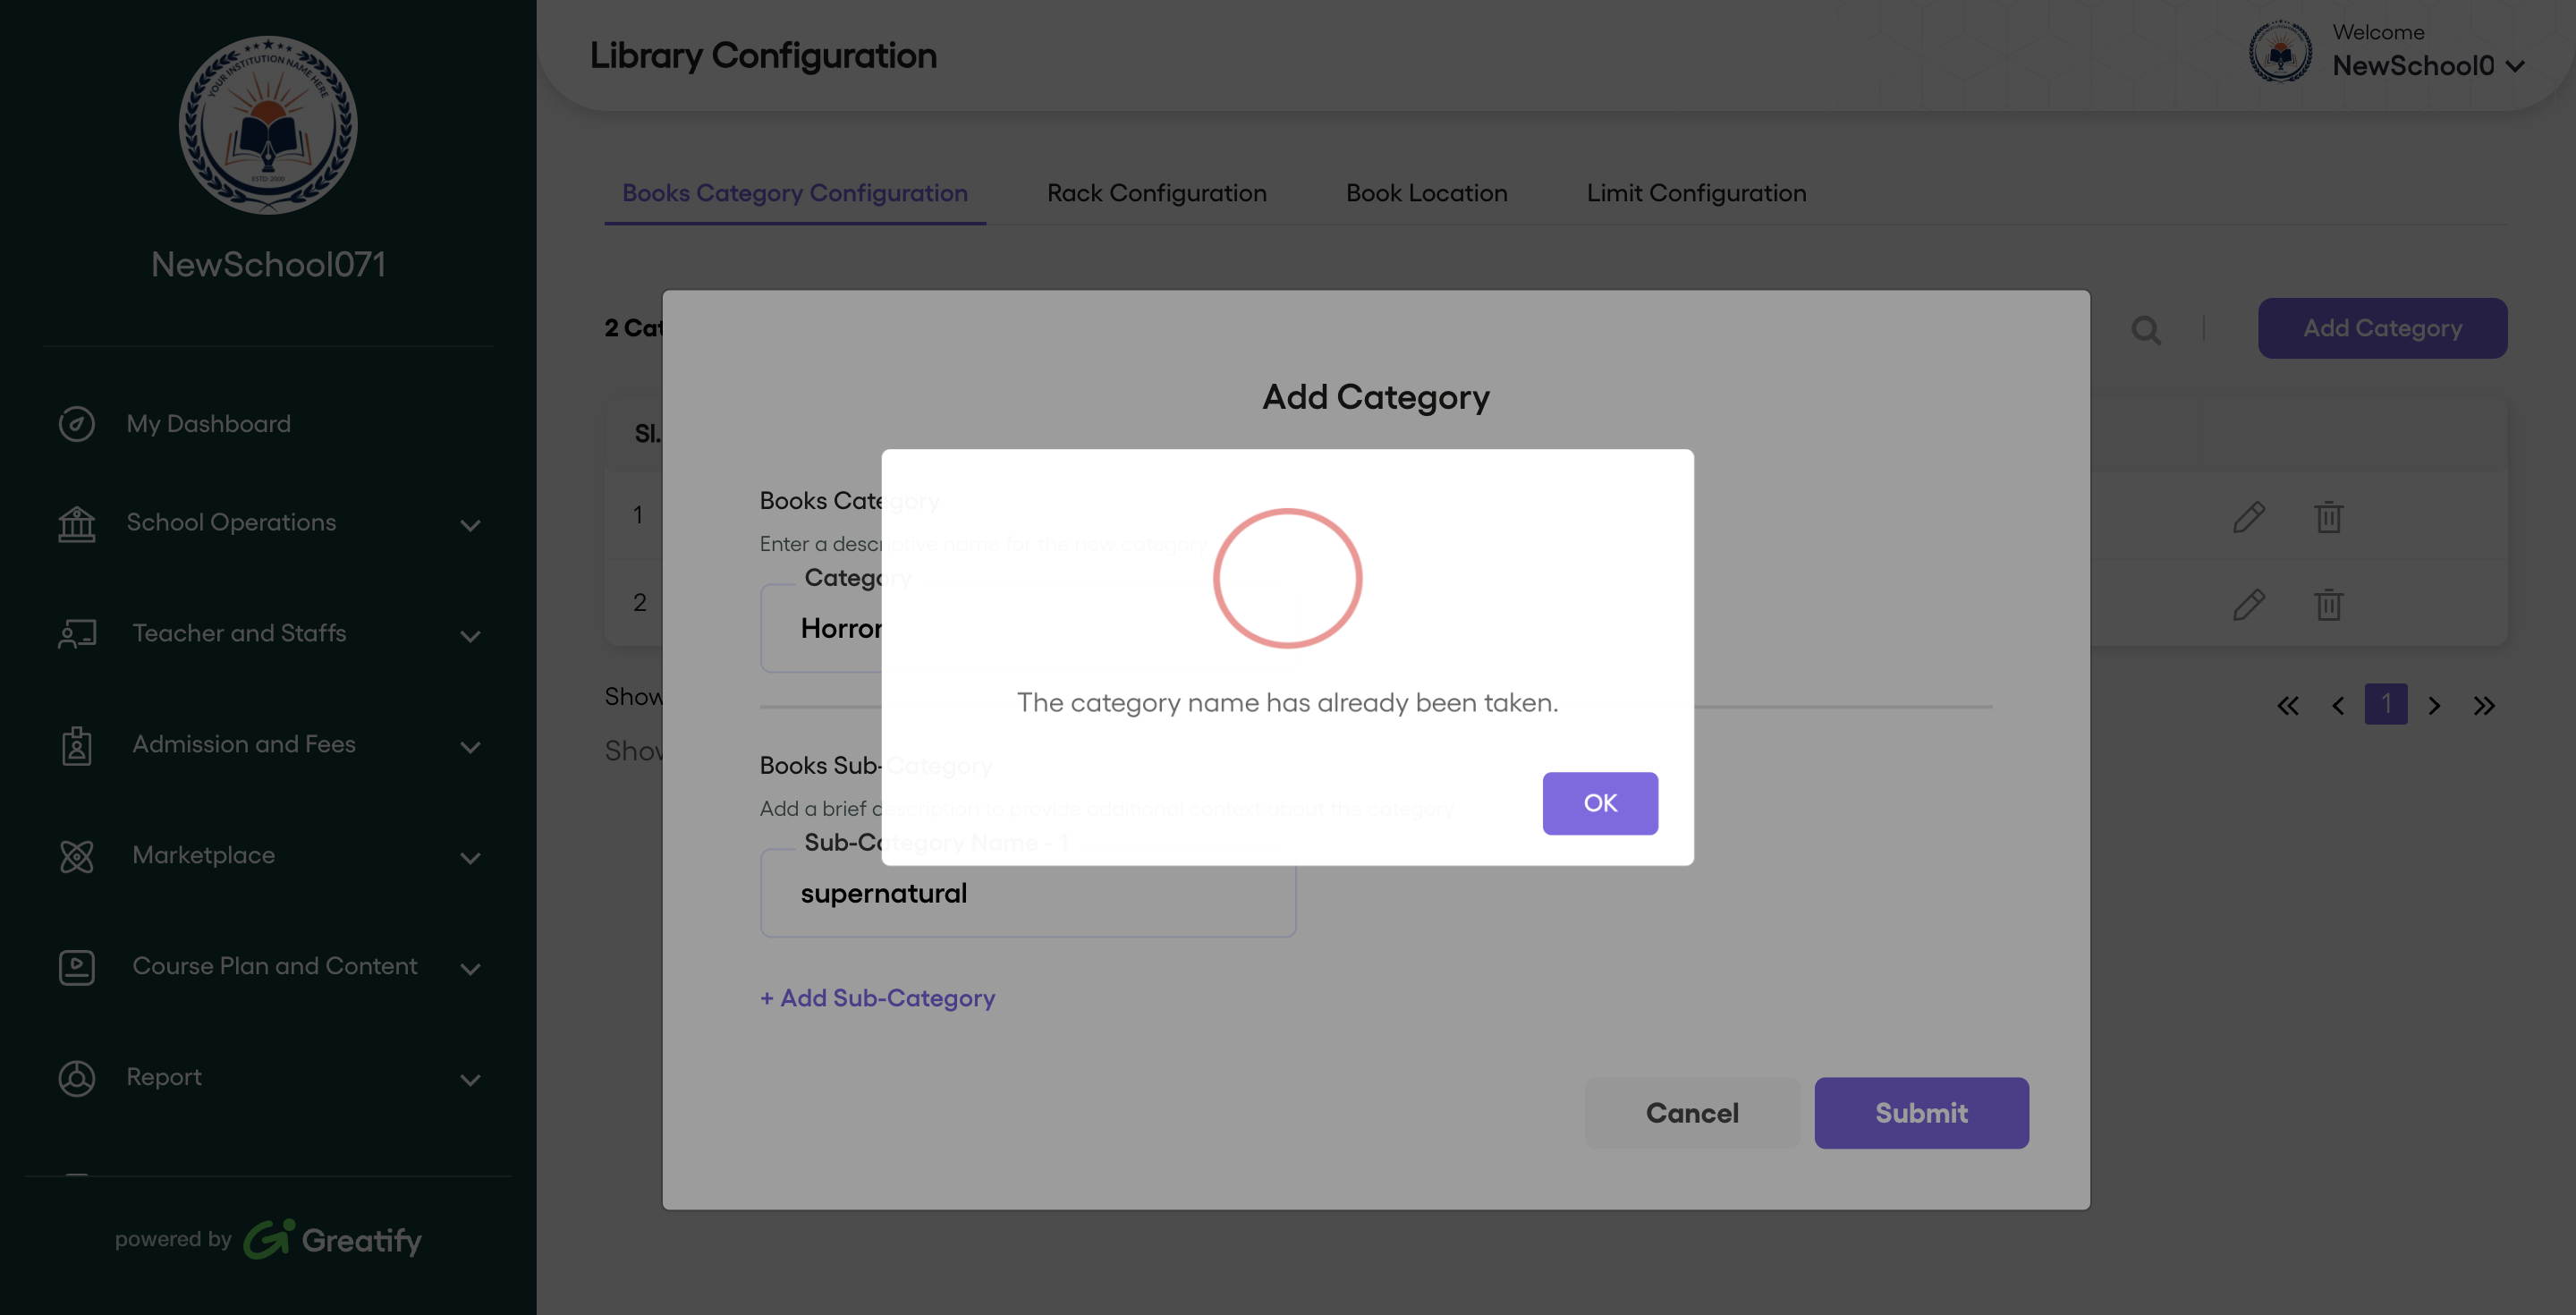 YOUR INSTITUTION NAME HERE
ESTD: 2000
NewSchool071
My Dashboard
School Operations
Teacher and Staffs
Admission and Fees
Marketplace
Course Plan and Content
Report
powered by Greatify
Library Configuration
Welcome
NewSchool0
Books Category Configuration
Rack Configuration
Book Location
Limit Configuration
2 Cat
Add Category
Sl.
1
2
Show
Show
1
Add Category
Books Category
Enter a descriptive name for the new category
Category
Horror
The category name has already been taken.
OK
Books Sub-Category
Add a brief description to provide additional context about the category
Sub-Category Name - 1
supernatural
+ Add Sub-Category
Cancel
Submit